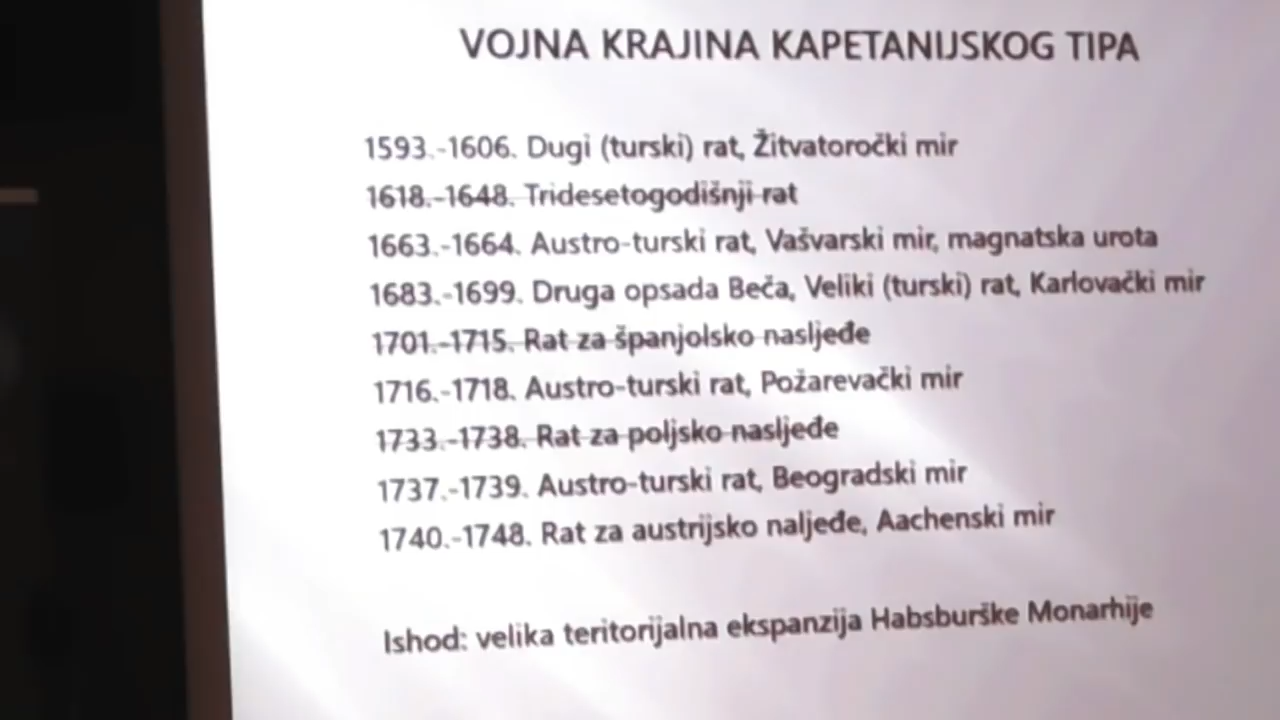 VOJNA KRAJINA KAPETANIJSKOG TIPA
1593.-1606. Dugi (turski) rat, Žitvatoročki mir
1618.-1648. Tridesetogodišnji rat
1663.-1664. Austro-turski rat, Vašvarski mir, magnatska urota
1683.-1699. Druga opsada Beča, Veliki (turski) rat, Karlovački mir
1701.-1715. Rat za španjolsko nasljeđe
1716.-1718. Austro-turski rat, Požarevački mir
1733.-1738. Rat za poljsko nasljeđe
1737.-1739. Austro-turski rat, Beogradski mir
1740.-1748. Rat za austrijsko naljeđe, Aachenski mir
Ishod: velika teritorijalna ekspanzija Habsburške Monarhije